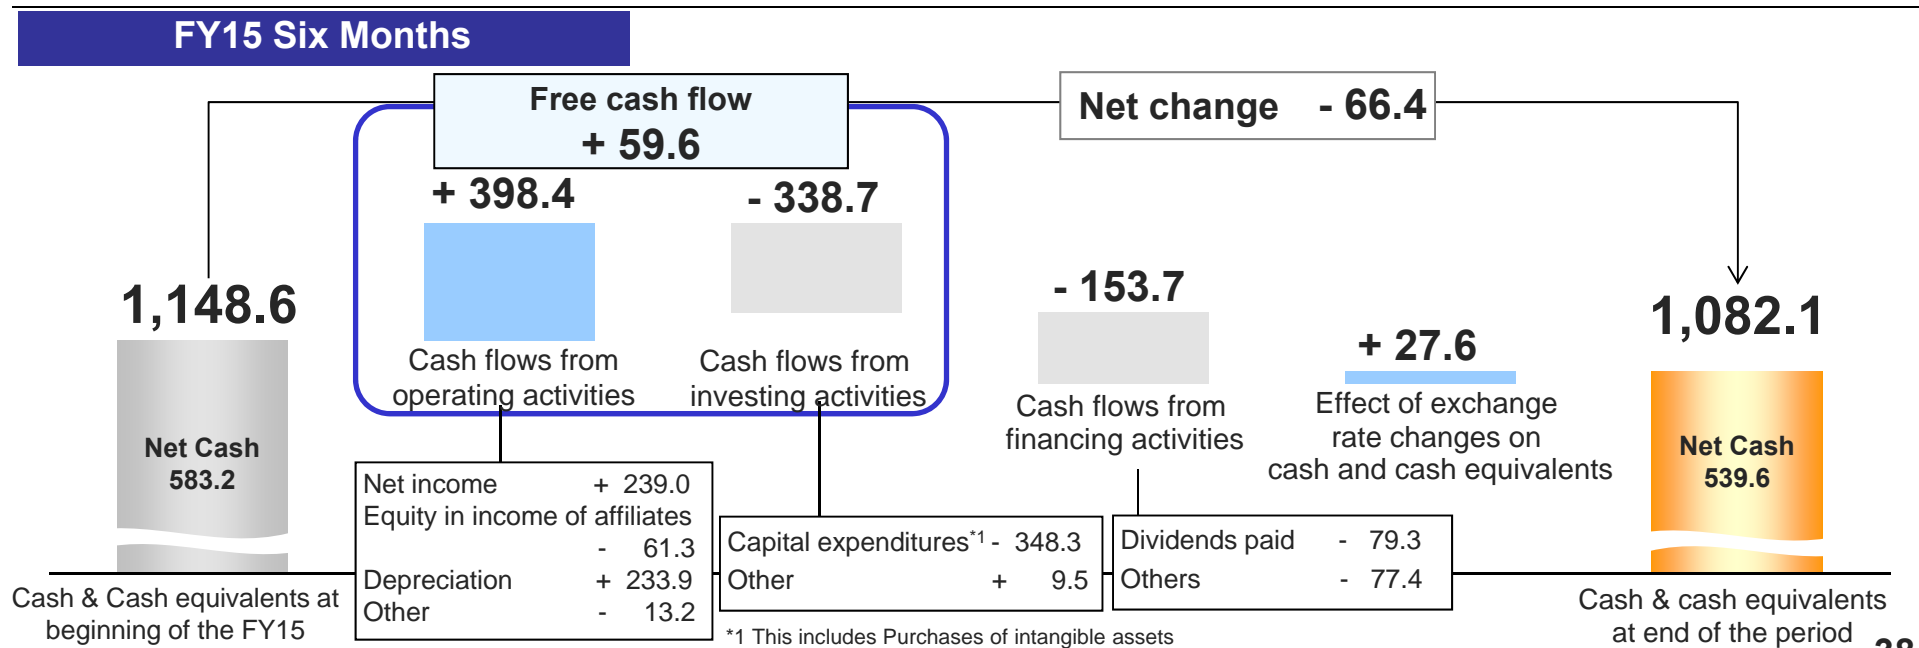 FY15 Six Months
Free cash flow
+ 59.6
Net change - 66.4
+ 398.4
- 338.7
1,148.6
- 153.7
+ 27.6
1,082.1
Cash flows from
operating activities
Cash flows from
investing activities
Cash flows from
financing activities
Effect of exchange
rate changes on
cash and cash equivalents
Net Cash
583.2
Net Cash
539.6
Net income + 239.0
Equity in income of affiliates
- 61.3
Depreciation + 233.9
Other - 13.2
Capital expenditures*1 - 348.3
Other + 9.5
Dividends paid - 79.3
Others - 77.4
Cash & Cash equivalents at
beginning of the FY15
*1 This includes Purchases of intangible assets
Cash & cash equivalents
at end of the period